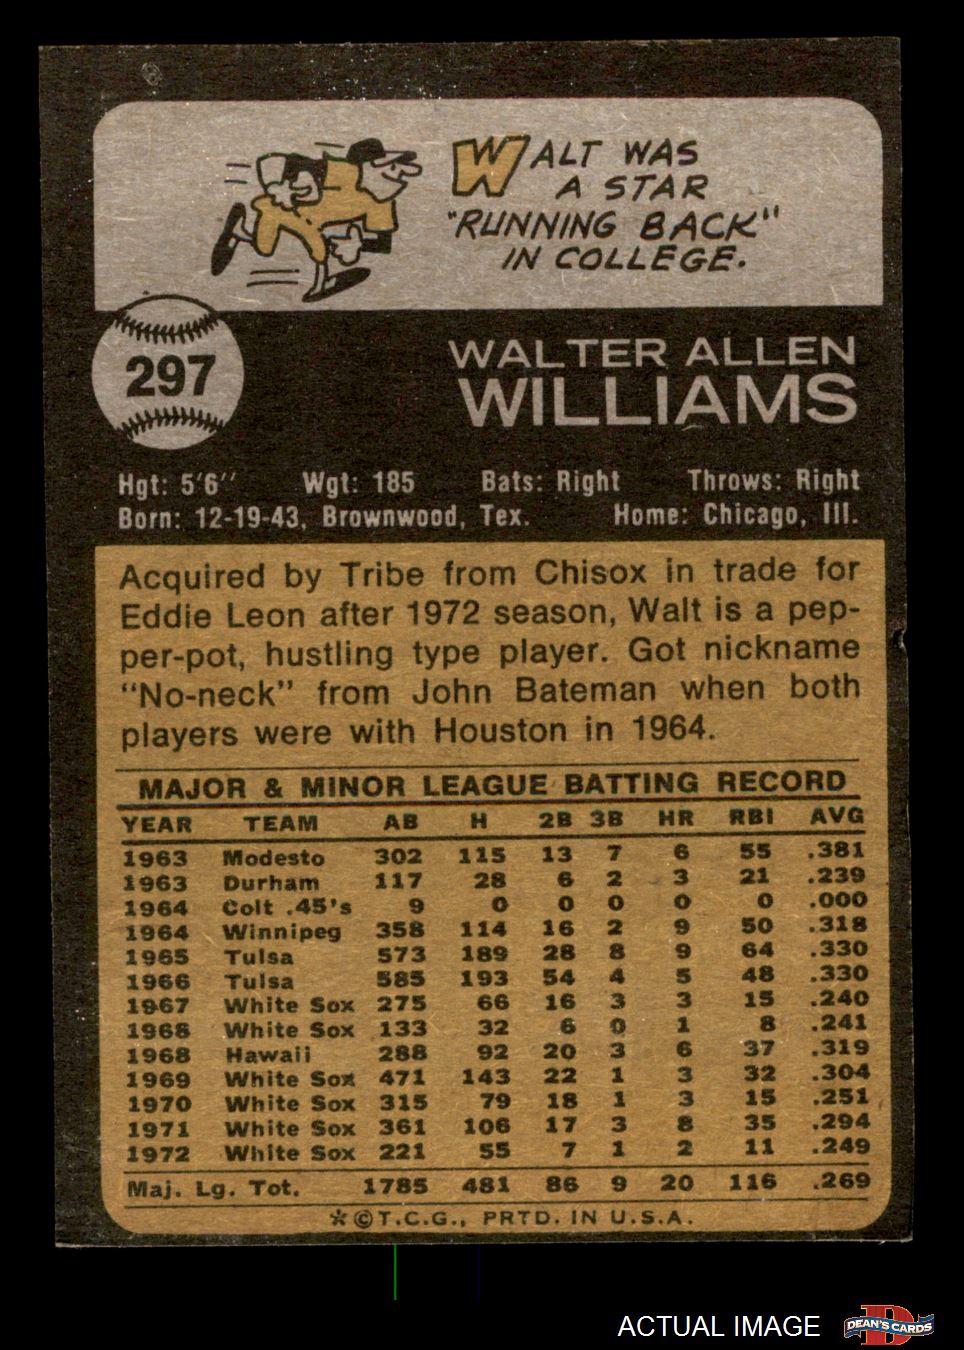 WALT WAS
A STAR
"RUNNING BACK"
IN COLLEGE.
297
WALTER ALLEN
WILLIAMS
Hgt: 5'6" Wgt: 185 Bats: Right Throws: Right
Born: 12-19-43, Brownwood, Tex. Home: Chicago, Ill.
Acquired by Tribe from Chisox in trade for
Eddie Leon after 1972 season, Walt is a pep-
per-pot, hustling type player. Got nickname
"No-neck" from John Bateman when both
players were with Houston in 1964.
MAJOR & MINOR LEAGUE BATTING RECORD
YEAR TEAM AB H 2B 3B HR RBI AVG
1963 Modesto 302 115 13 7 6 55 .381
1963 Durham 117 28 6 2 3 21 .239
1964 Colt .45's 9 0 0 0 0 0 .000
1964 Winnipeg 358 114 16 2 9 50 .318
1965 Tulsa 573 189 28 8 9 64 .330
1966 Tulsa 585 193 54 4 5 48 .330
1967 White Sox 275 66 16 3 3 15 .240
1968 White Sox 133 32 6 0 1 8 .241
1968 Hawaii 288 92 20 3 6 37 .319
1969 White Sox 471 143 22 1 3 32 .304
1970 White Sox 315 79 18 1 3 15 .251
1971 White Sox 361 106 17 3 8 35 .294
1972 White Sox 221 55 7 1 2 11 .249
Maj. Lg. Tot. 1785 481 86 9 20 116 .269
*©T.C.G., PRTD. IN U.S.A.
ACTUAL IMAGE
D
DEAN'S CARDS